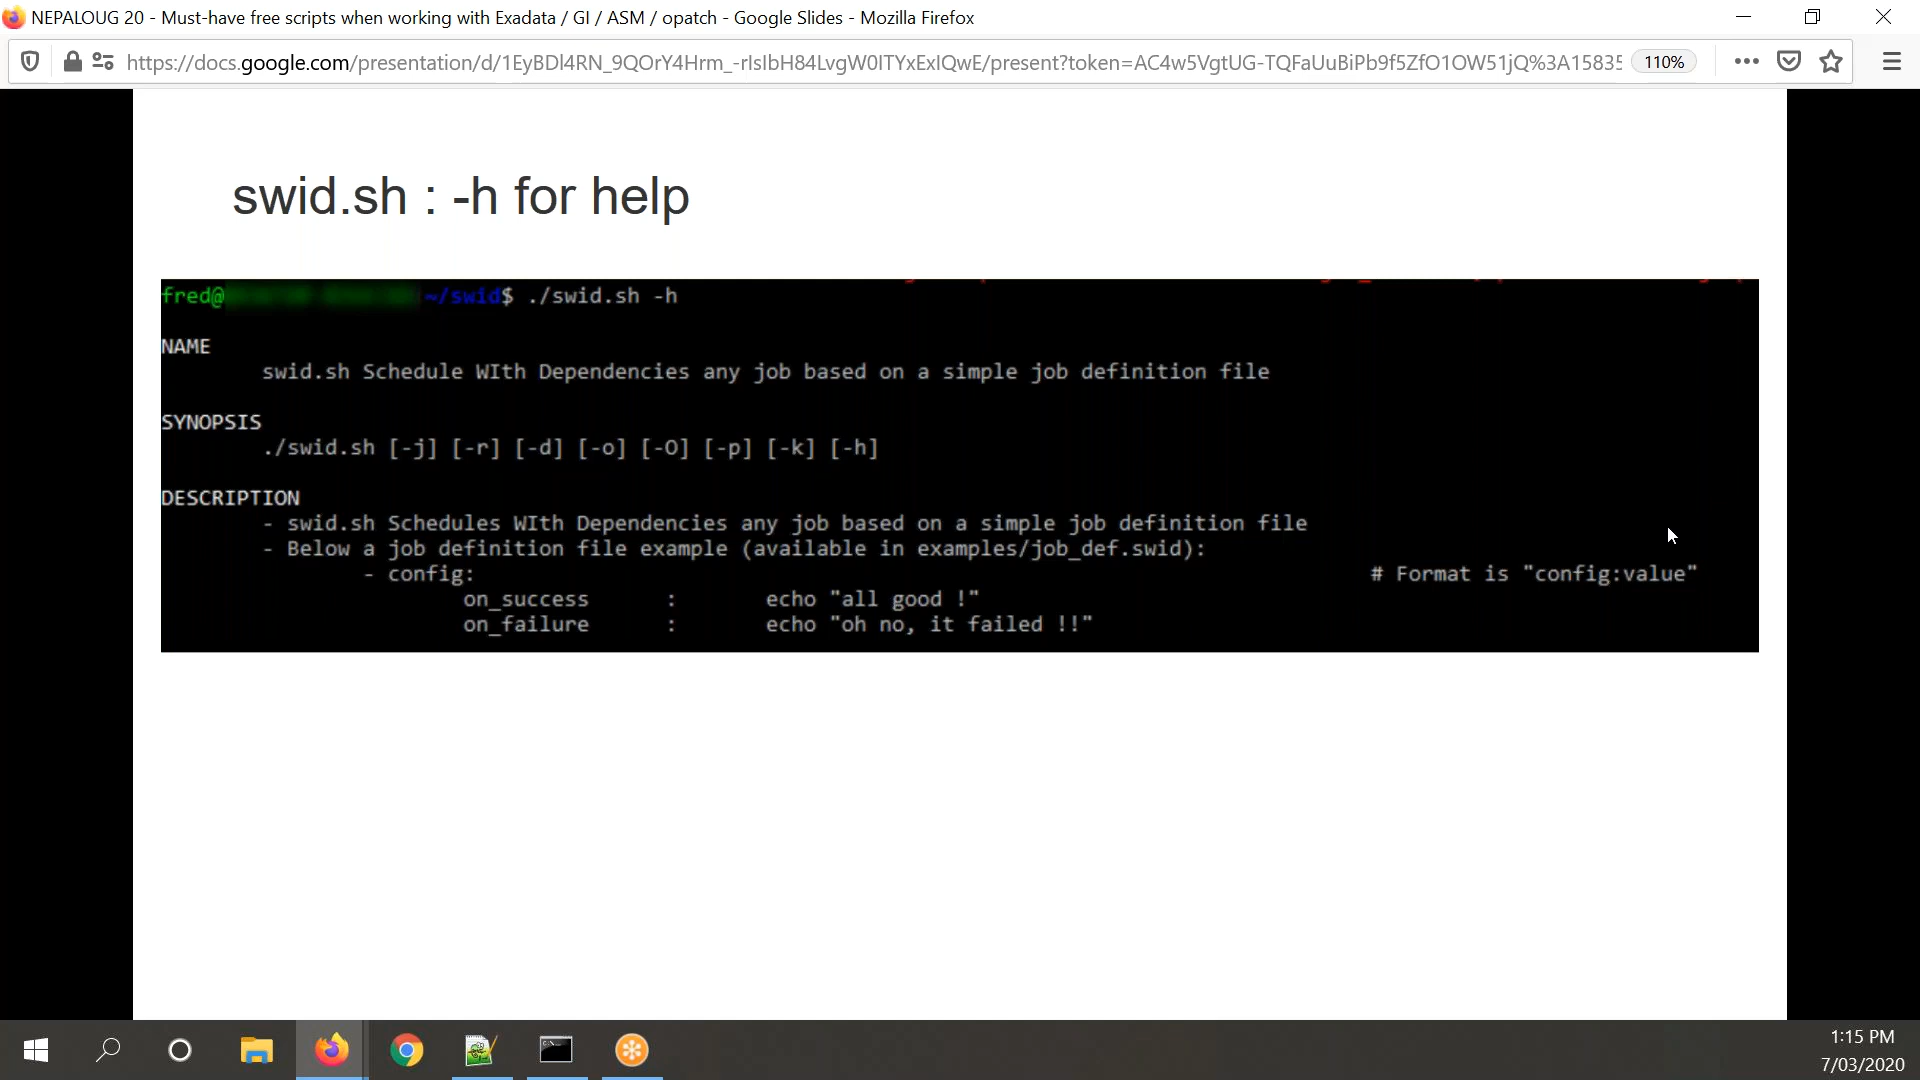 NEPALOUG 20 - Must-have free scripts when working with Exadata / GI / ASM / opatch - Google Slides - Mozilla Firefox
https://docs.google.com/presentation/d/1EyBDl4RN_9QOrY4Hrm_-rIsIbH84LvgW0ITYxExIQwE/present?token=AC4w5VgtUG-TQFaUuBiPb9f5ZfO1OW51jQ%3A15835
110%
swid.sh : -h for help
fred@ ~/swid$ ./swid.sh -h
NAME
swid.sh Schedule WIth Dependencies any job based on a simple job definition file
SYNOPSIS
./swid.sh [-j] [-r] [-d] [-o] [-O] [-p] [-k] [-h]
DESCRIPTION
- swid.sh Schedules WIth Dependencies any job based on a simple job definition file
- Below a job definition file example (available in examples/job_def.swid):
- config: # Format is "config:value"
on_success : echo "all good !"
on_failure : echo "oh no, it failed !!"
1:15 PM
7/03/2020